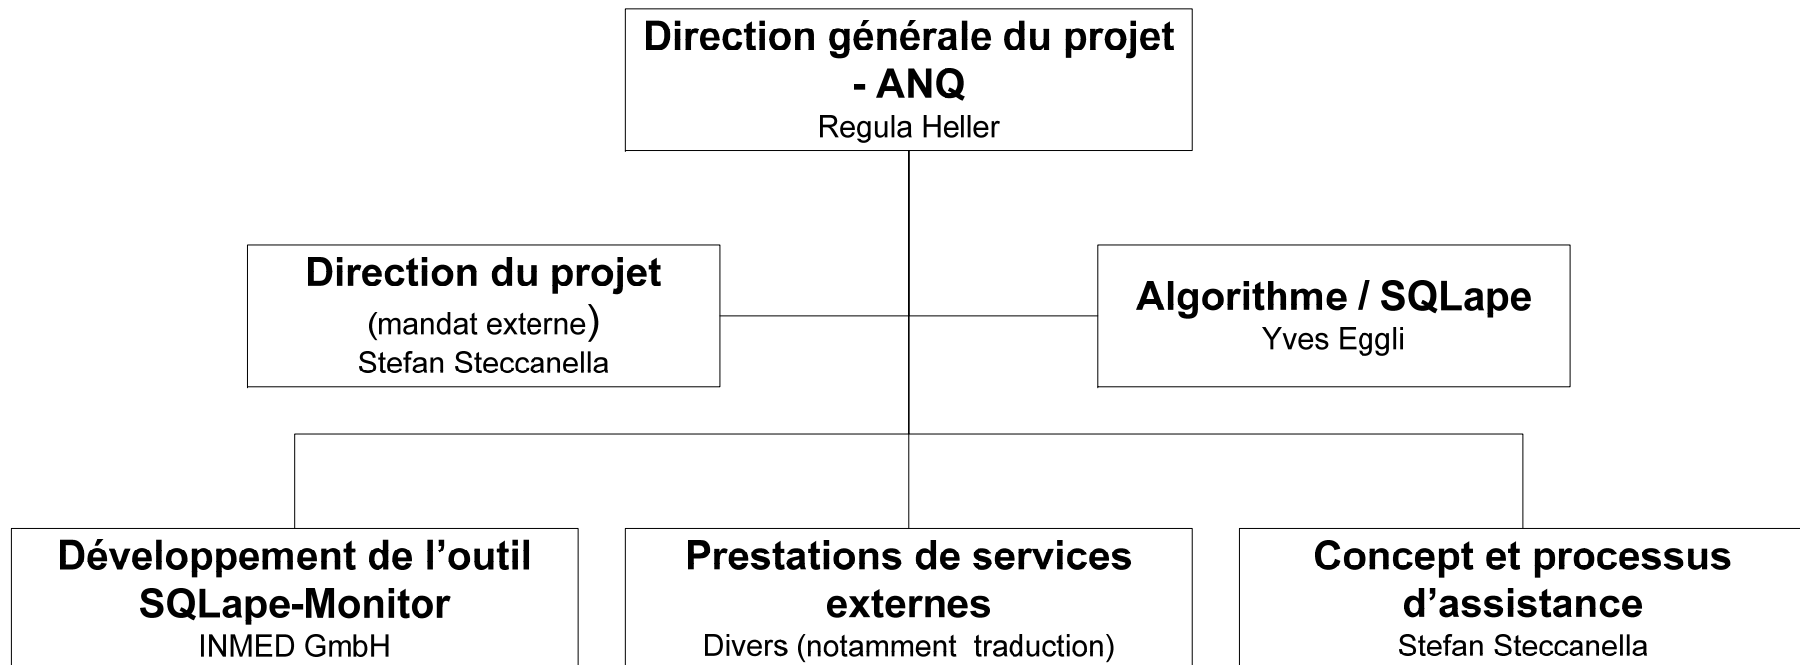 Direction générale du projet
- ANQ
Regula Heller
Direction du projet
(mandat externe)
Stefan Steccanella
Algorithme / SQLape
Yves Eggli
Développement de l’outil
SQLape-Monitor
INMED GmbH
Prestations de services
externes
Divers (notamment  traduction)
Concept et processus
d’assistance
Stefan Steccanella